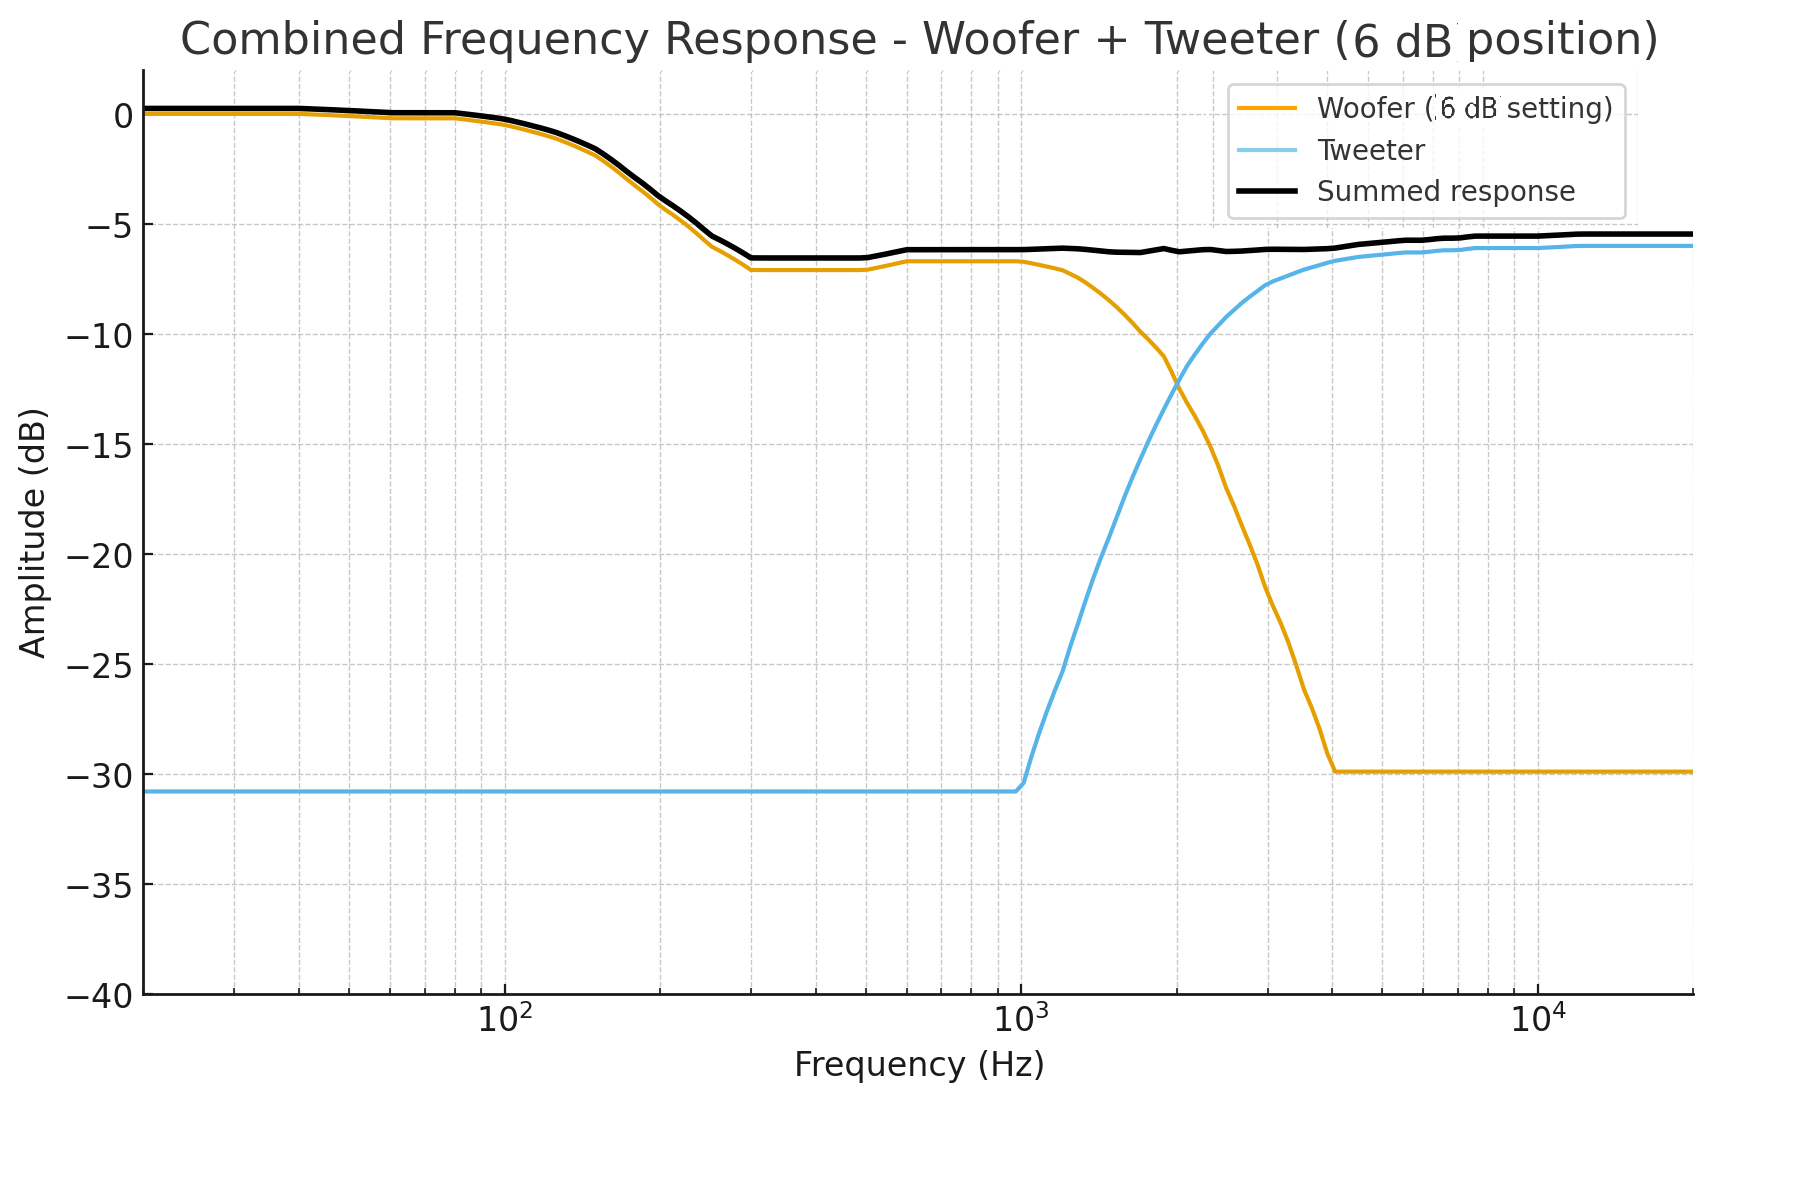 Combined Frequency Response - Woofer + Tweeter (6 dB position)
Woofer (6 dB setting)
Tweeter
Summed response
Amplitude (dB)
0
−5
−10
−15
−20
−25
−30
−35
−40
10²
10³
10⁴
Frequency (Hz)